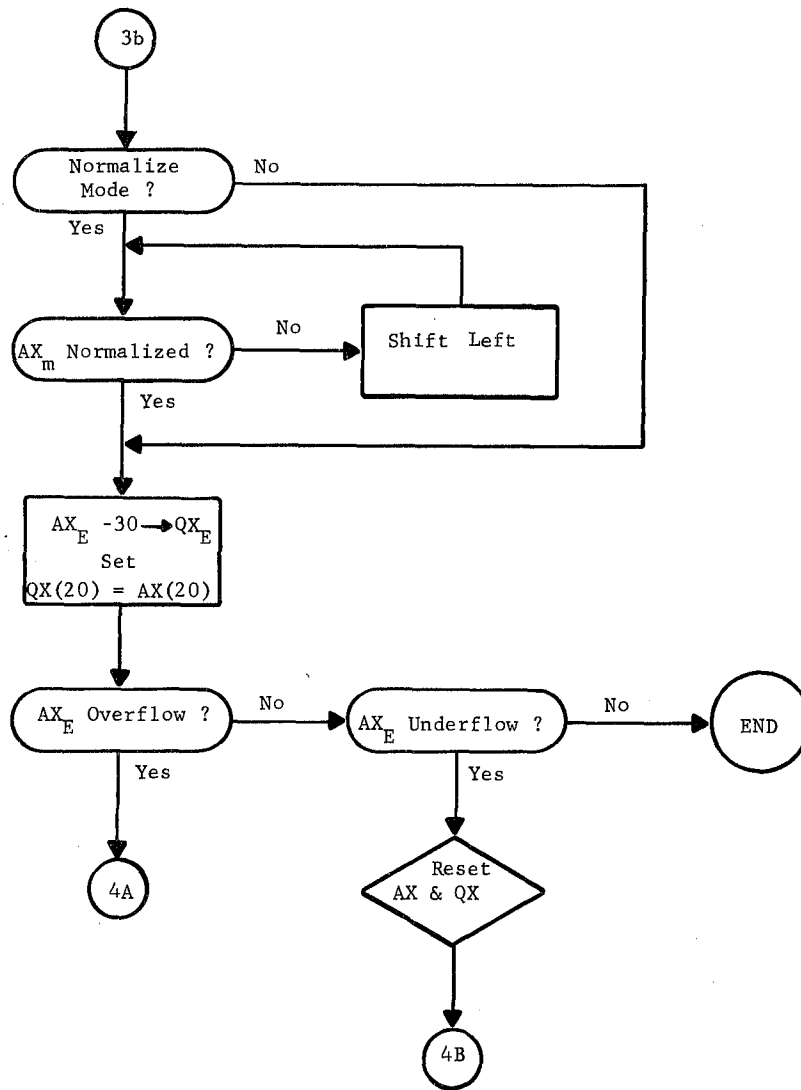 3b
Normalize
Mode ?
No
Yes
AXm Normalized ?
No
Shift Left
Yes
AXE -30→QXE
Set
QX(20) = AX(20)
AXE Overflow ?
No
AXE Underflow ?
No
END
Yes
Yes
4A
Reset
AX & QX
4B